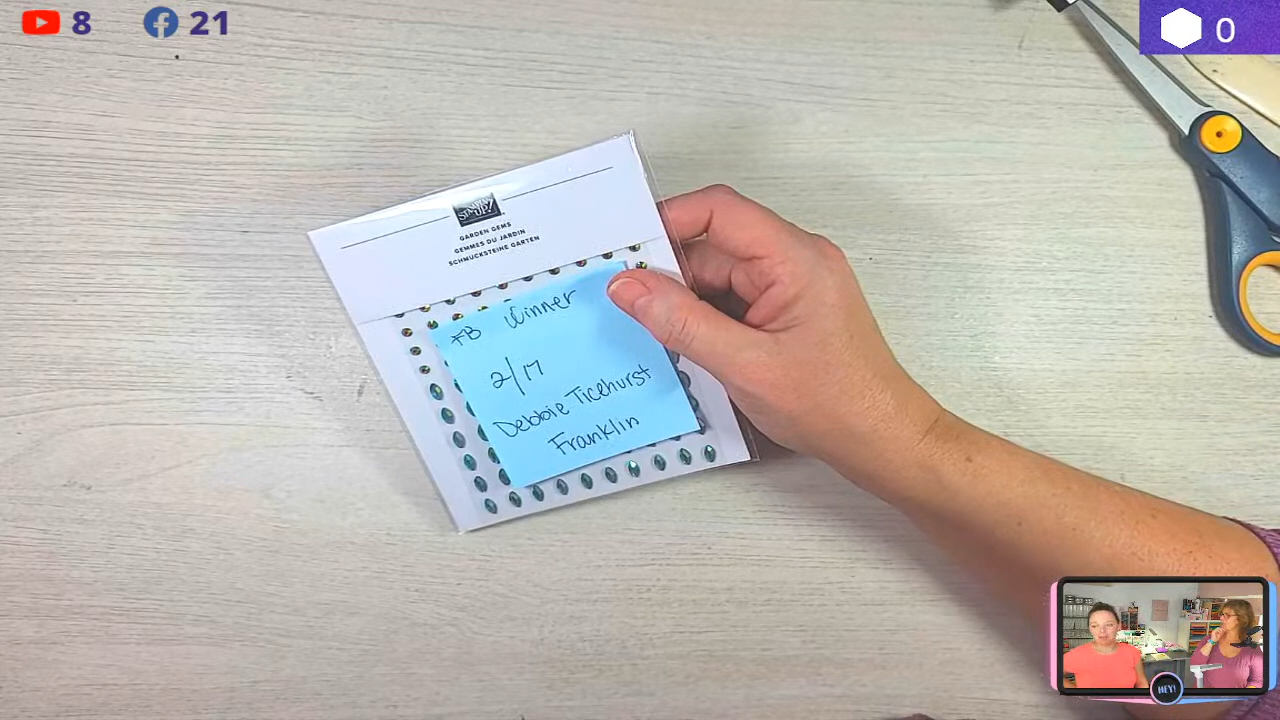 8
21
0
STAMPIN' UP!
GARDEN GEMS
GEMMES DU JARDIN
SCHMUCKSTEINE GARTEN
FB Winner
2/17
Debbie Ticehurst
Franklin
HEY!